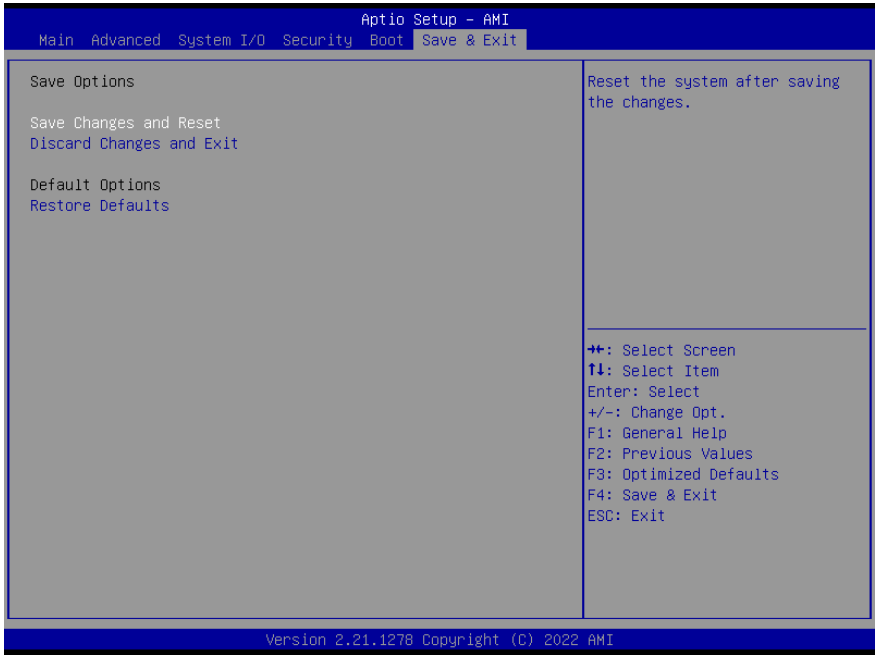 Aptio Setup – AMI
Main Advanced System I/O Security Boot Save & Exit
Save Options
Save Changes and Reset
Discard Changes and Exit
Default Options
Restore Defaults
Reset the system after saving
the changes.
→←: Select Screen
↑↓: Select Item
Enter: Select
+/-: Change Opt.
F1: General Help
F2: Previous Values
F3: Optimized Defaults
F4: Save & Exit
ESC: Exit
Version 2.21.1278 Copyright (C) 2022 AMI